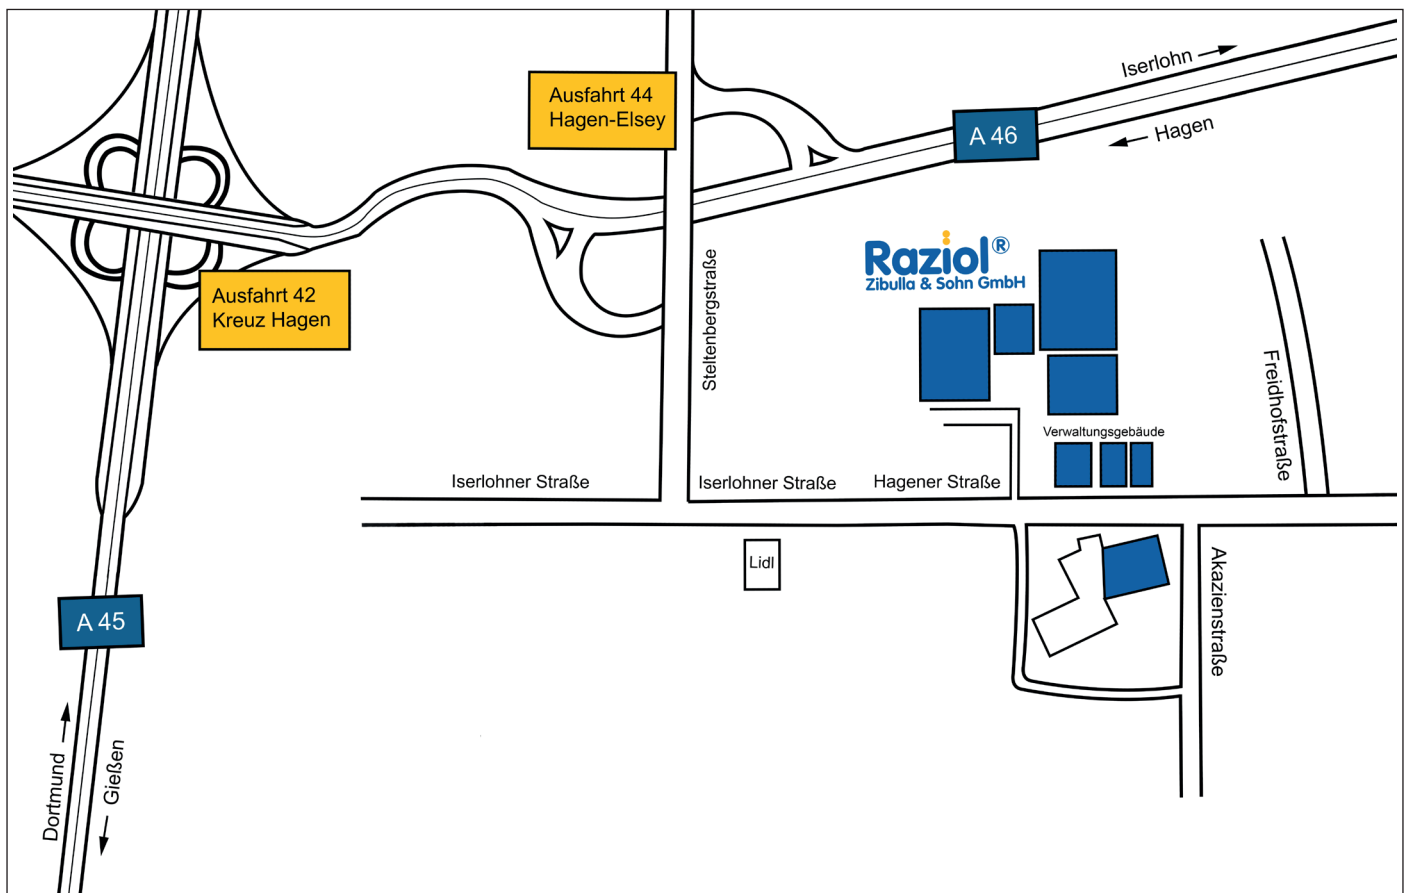 Iserlohn
Ausfahrt 44
Hagen-Elsey
A 46
Hagen
Raziol®
Zibulla & Sohn GmbH
Ausfahrt 42
Kreuz Hagen
Steltenbergstraße
Freidhofstraße
Verwaltungsgebäude
Iserlohner Straße
Iserlohner Straße
Hagener Straße
Lidl
Akazienstraße
A 45
Dortmund
Gießen